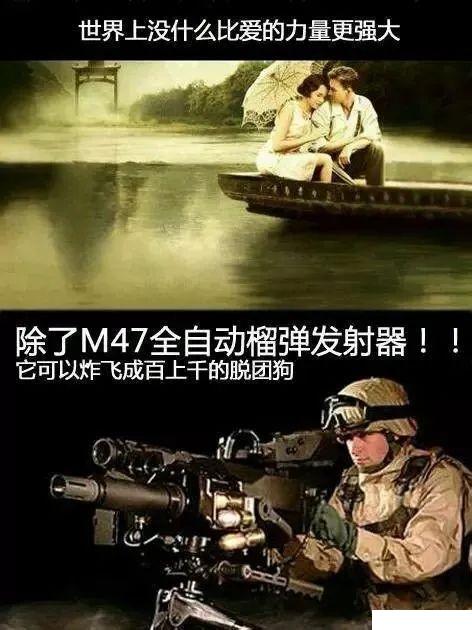 世界上没什么比爱的力量更强大
除了M47全自动榴弹发射器！！
它可以炸飞成百上千的脱团狗